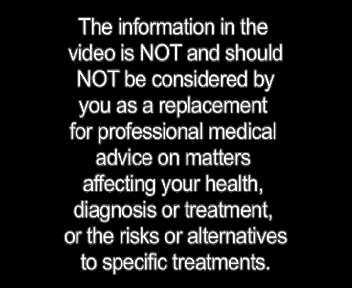 The information in the
video is NOT and should
NOT be considered by
you as a replacement
for professional medical
advice on matters
affecting your health,
diagnosis or treatment,
or the risks or alternatives
to specific treatments.